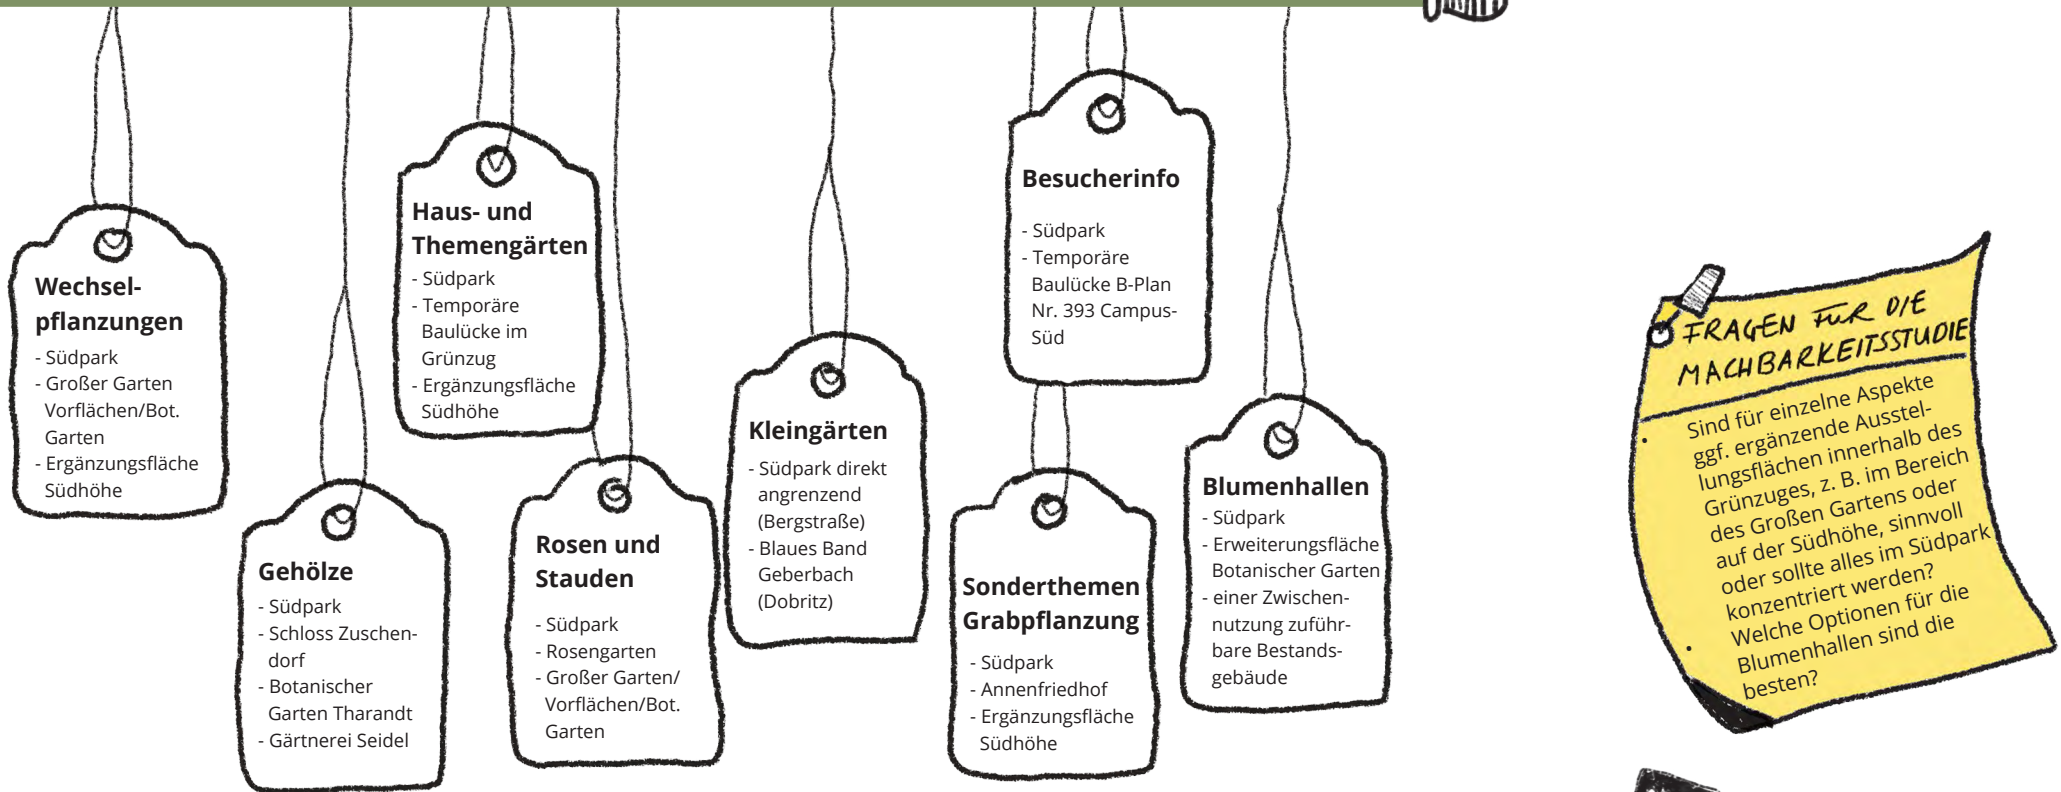 Wechsel-
pflanzungen
- Südpark
- Großer Garten
Vorflächen/Bot.
Garten
- Ergänzungsfläche
Südhöhe
Gehölze
- Südpark
- Schloss Zuschen-
dorf
- Botanischer
Garten Tharandt
- Gärtnerei Seidel
Haus- und
Themengärten
- Südpark
- Temporäre
Baulücke im
Grünzug
- Ergänzungsfläche
Südhöhe
Rosen und
Stauden
- Südpark
- Rosengarten
- Großer Garten/
Vorflächen/Bot.
Garten
Kleingärten
- Südpark direkt
angrenzend
(Bergstraße)
- Blaues Band
Geberbach
(Dobritz)
Besucherinfo
- Südpark
- Temporäre
Baulücke B-Plan
Nr. 393 Campus-
Süd
Sonderthemen
Grabpflanzung
- Südpark
- Annenfriedhof
- Ergänzungsfläche
Südhöhe
Blumenhallen
- Südpark
- Erweiterungsfläche
Botanischer Garten
- einer Zwischen-
nutzung zuführ-
bare Bestands-
gebäude
FRAGEN FÜR DIE
MACHBARKEITSSTUDIE
• Sind für einzelne Aspekte
ggf. ergänzende Ausstel-
lungsflächen innerhalb des
Grünzuges, z. B. im Bereich
des Großen Gartens oder
auf der Südhöhe, sinnvoll
oder sollte alles im Südpark
konzentriert werden?
• Welche Optionen für die
Blumenhallen sind die
besten?